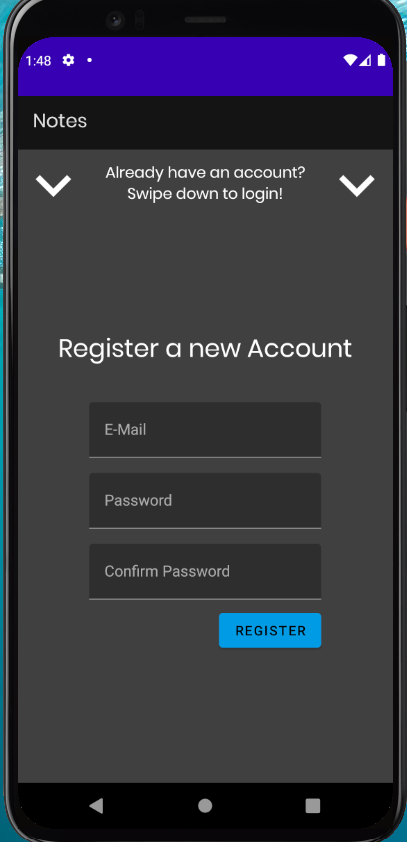 1:48
Notes
Already have an account?
Swipe down to login!
Register a new Account
E-Mail
Password
Confirm Password
REGISTER